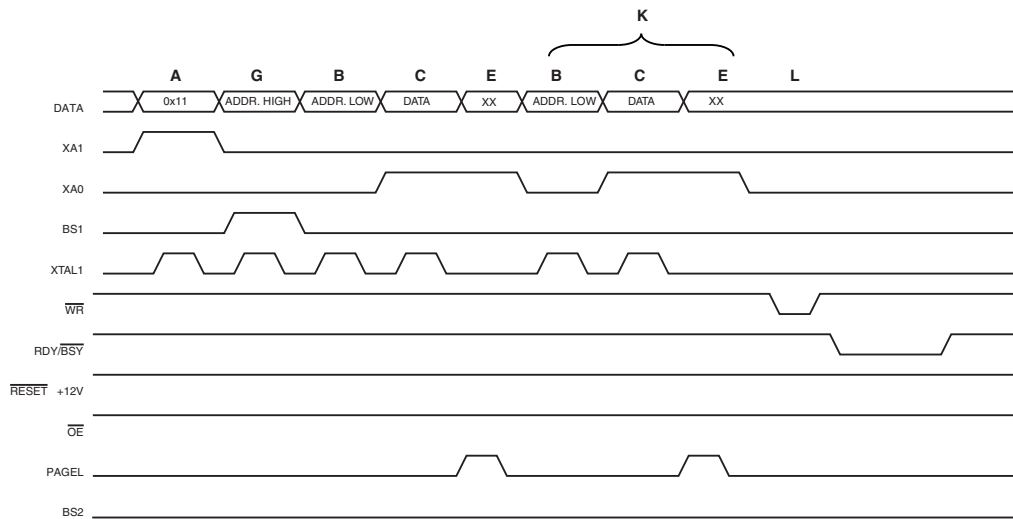 K
A G B C E B C E L
DATA 0x11 ADDR. HIGH ADDR. LOW DATA XX ADDR. LOW DATA XX
XA1
XA0
BS1
XTAL1
WR
RDY/BSY
RESET +12V
OE
PAGEL
BS2